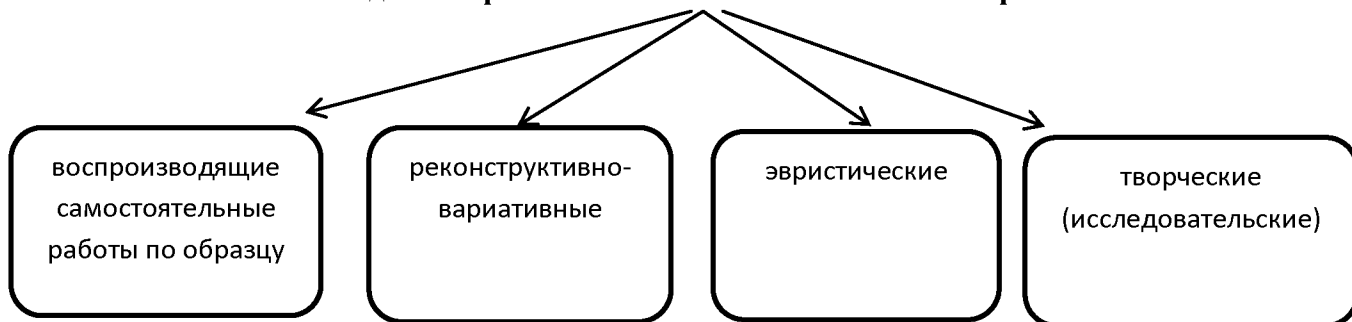 воспроизводящие
самостоятельные
работы по образцу
реконструктивно-
вариативные
эвристические
творческие
(исследовательские)